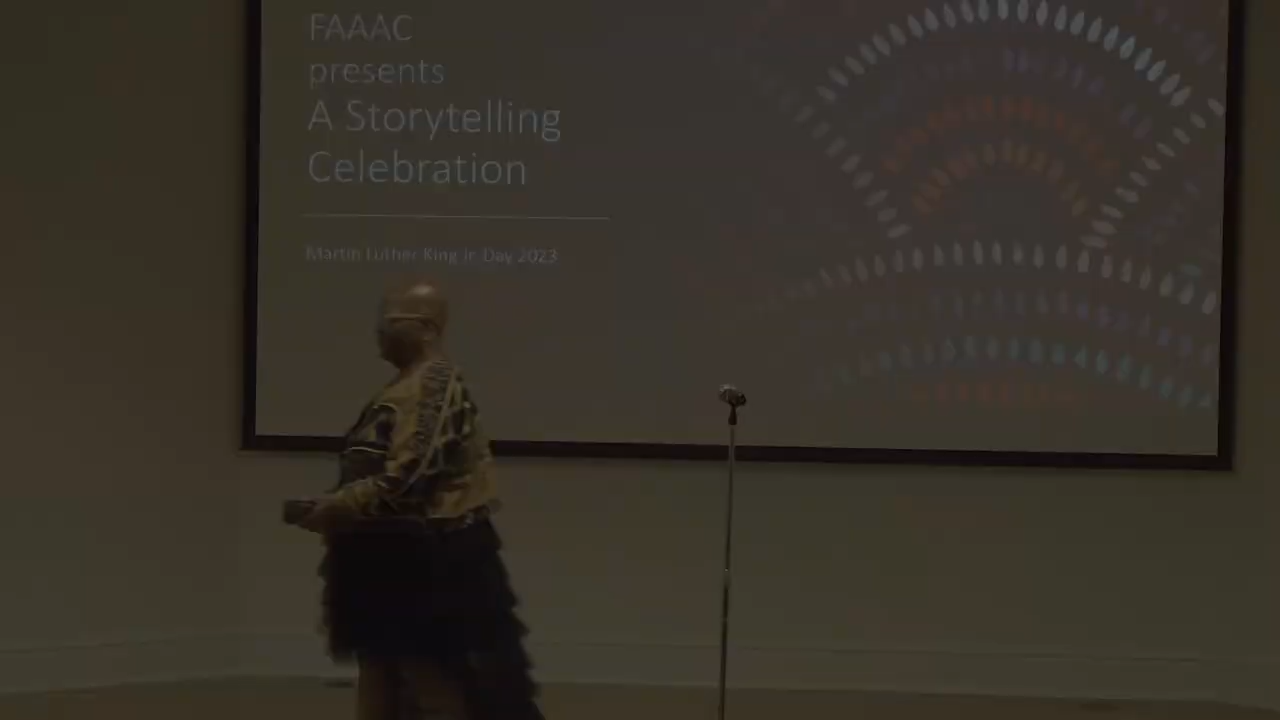 FAAAC
presents
A Storytelling
Celebration
Martin Luther King Jr. Day 2023